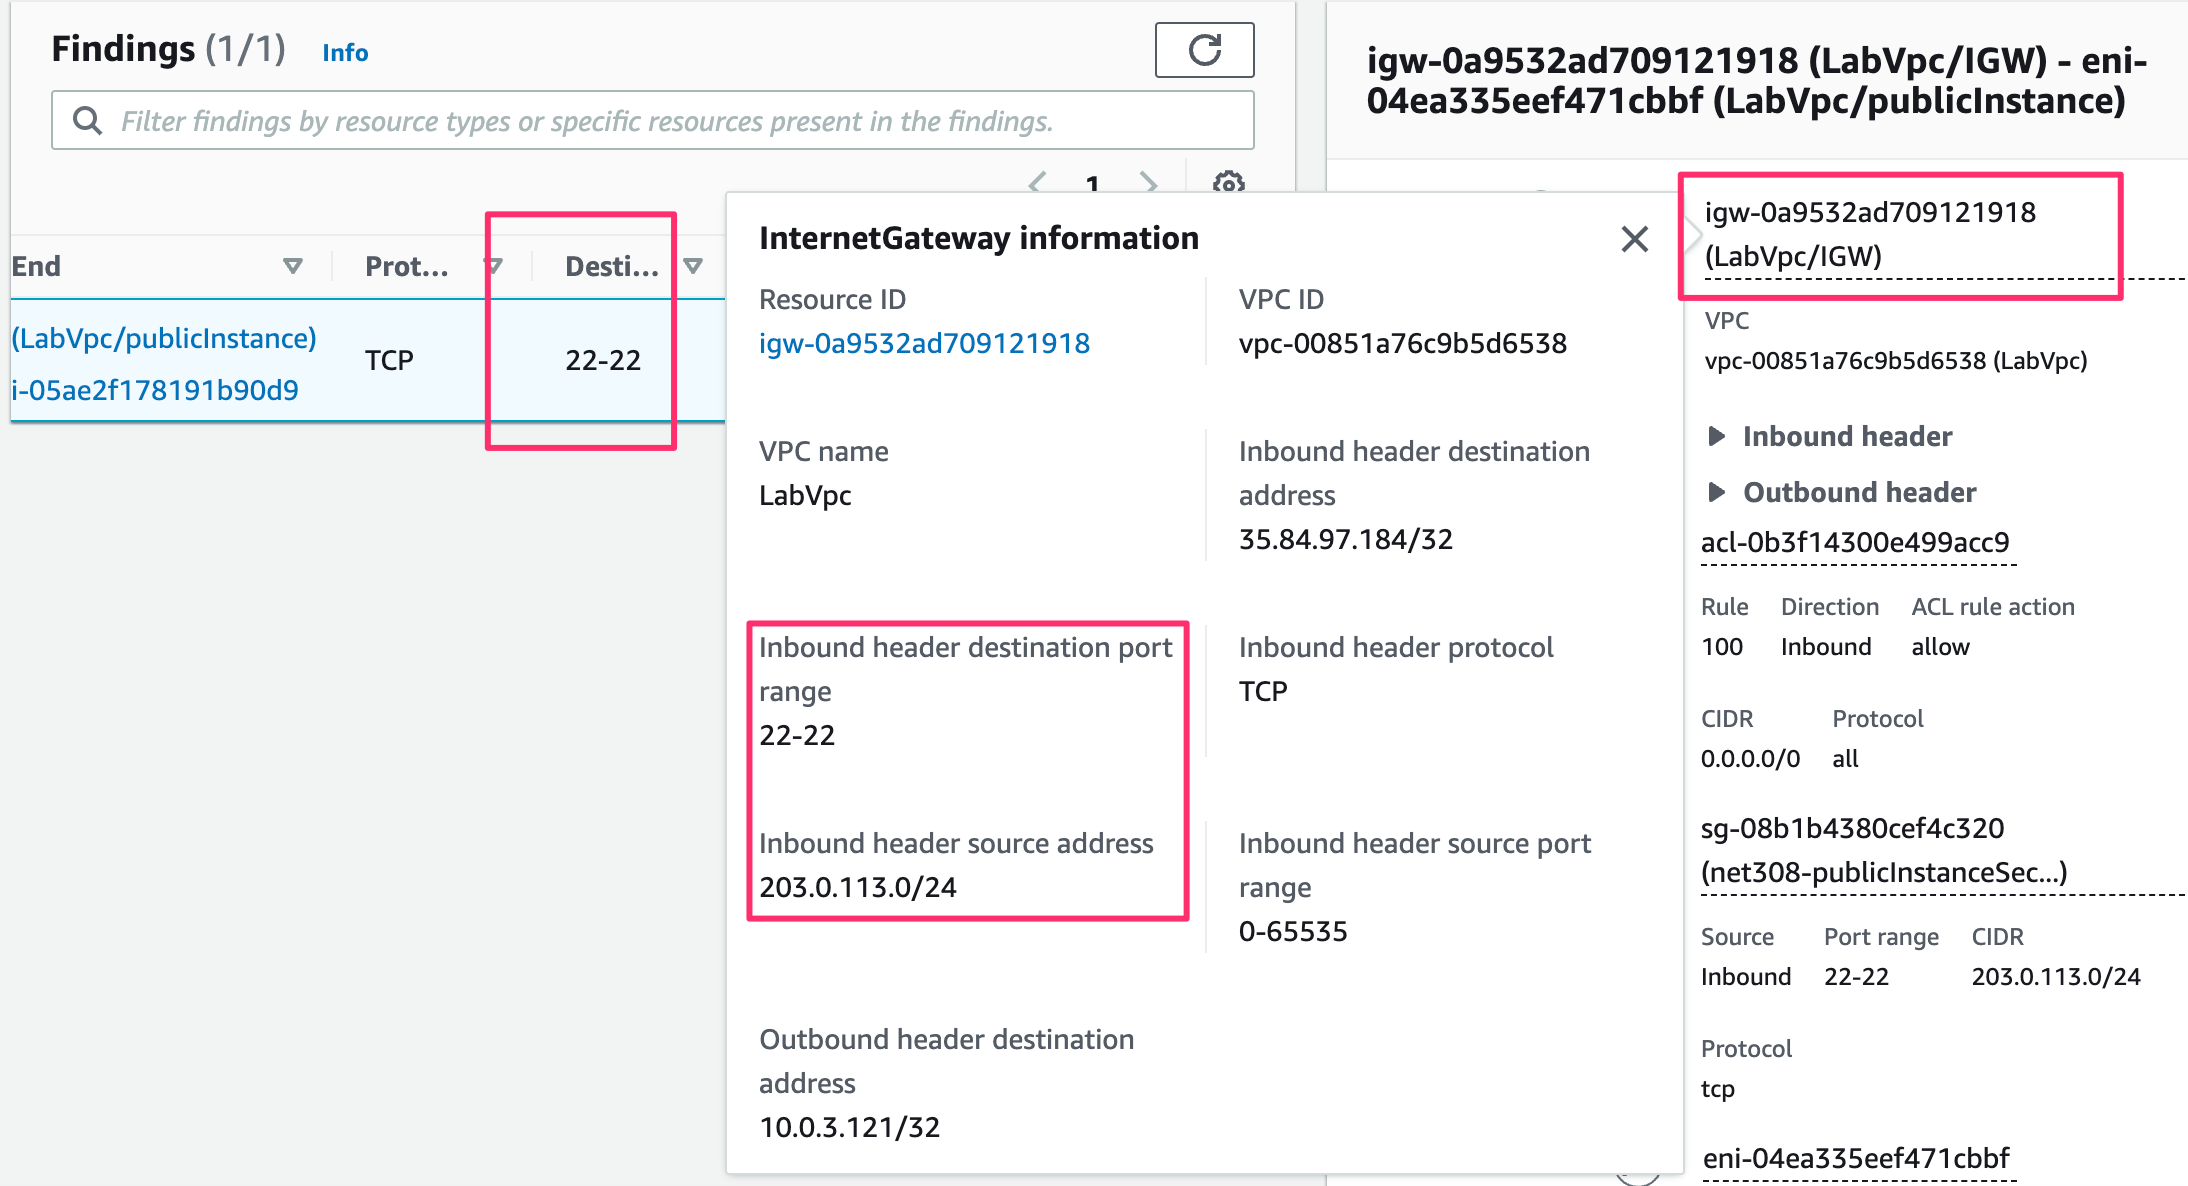 Findings (1/1) Info
Filter findings by resource types or specific resources present in the findings.
1
End Prot... Desti...
(LabVpc/publicInstance)
i-05ae2f178191b90d9
TCP
22-22
InternetGateway information
Resource ID
igw-0a9532ad709121918
VPC ID
vpc-00851a76c9b5d6538
VPC name
LabVpc
Inbound header destination
address
35.84.97.184/32
Inbound header destination port
range
22-22
Inbound header protocol
TCP
Inbound header source address
203.0.113.0/24
Inbound header source port
range
0-65535
Outbound header destination
address
10.0.3.121/32
igw-0a9532ad709121918 (LabVpc/IGW) - eni-
04ea335eef471cbbf (LabVpc/publicInstance)
igw-0a9532ad709121918
(LabVpc/IGW)
VPC
vpc-00851a76c9b5d6538 (LabVpc)
Inbound header
Outbound header
acl-0b3f14300e499acc9
Rule Direction ACL rule action
100 Inbound allow
CIDR Protocol
0.0.0.0/0 all
sg-08b1b4380cef4c320
(net308-publicInstanceSec...)
Source Port range CIDR
Inbound 22-22 203.0.113.0/24
Protocol
tcp
eni-04ea335eef471cbbf